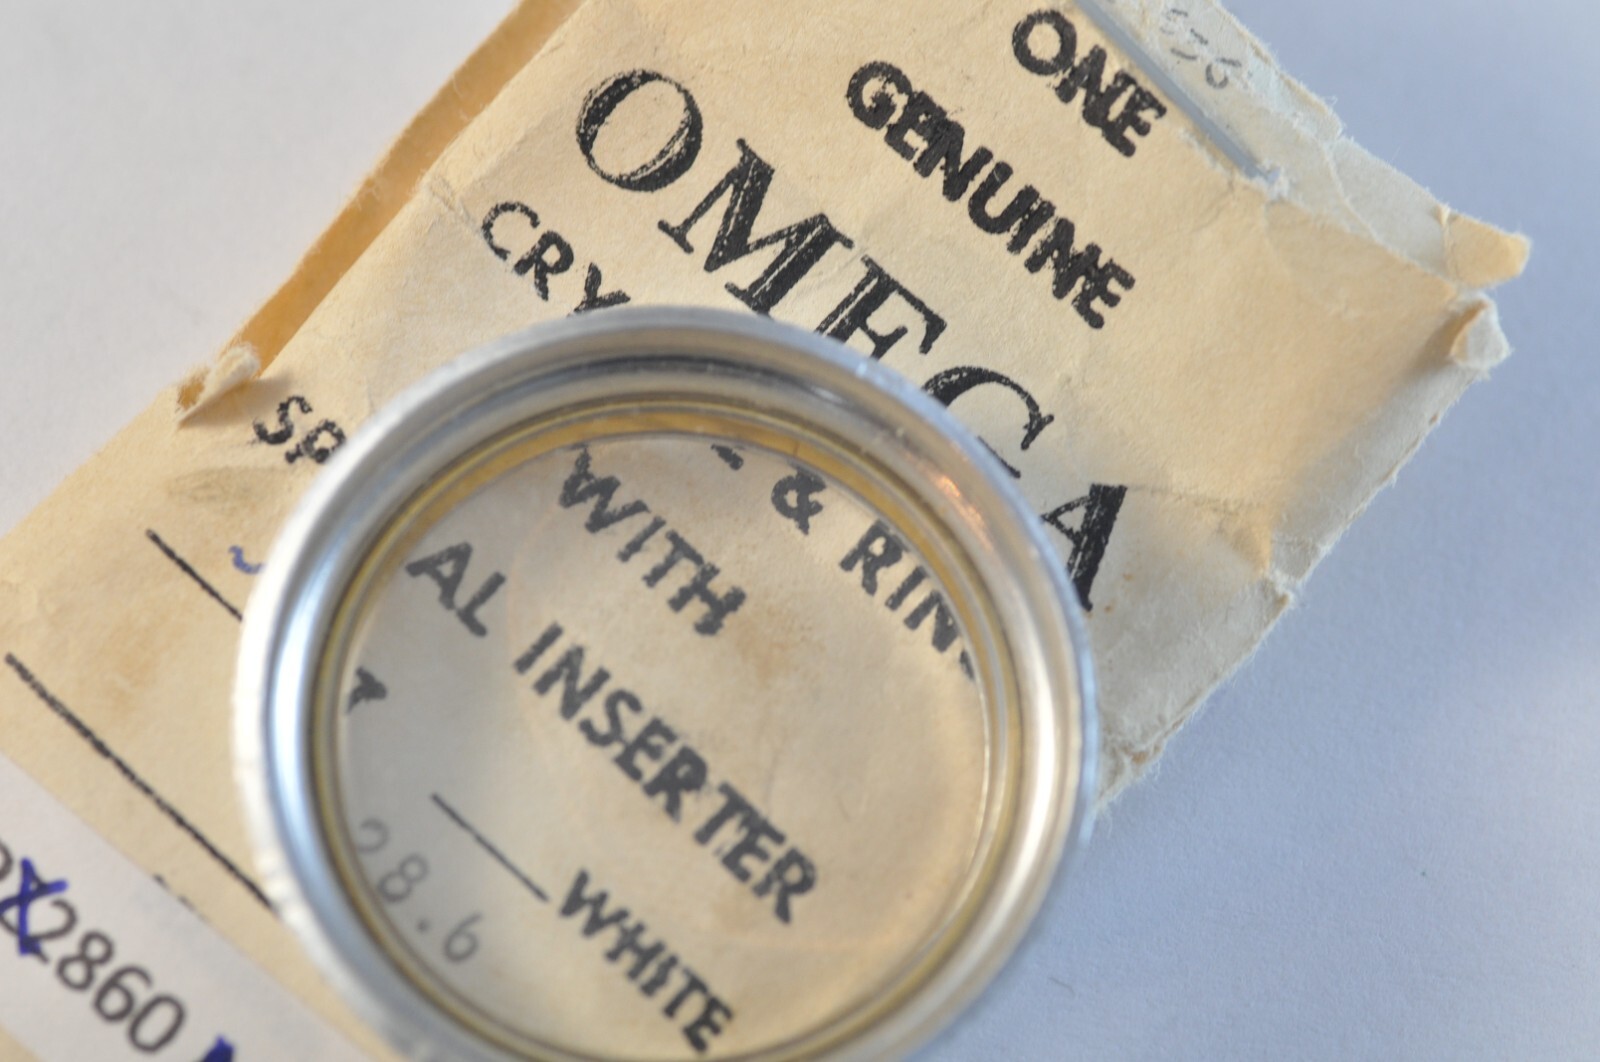 ONE
GENUINE
OMEGA
CRY
& RIN
WITH
SP
AL INSERTER
WHITE
28.6
2860